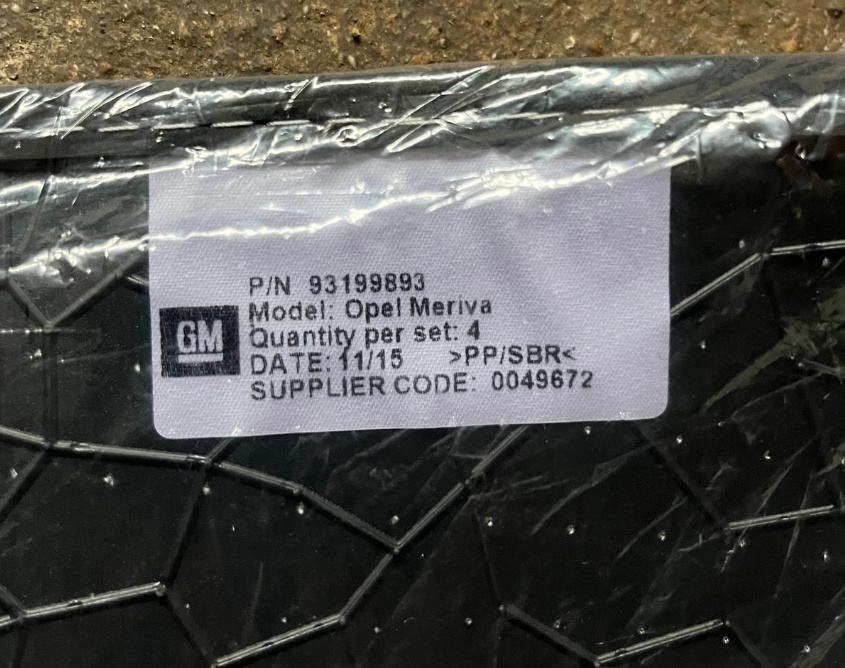 P/N 93199893
Model: Opel Meriva
GM
Quantity per set: 4
DATE: 11/15 >PP/SBR<
SUPPLIER CODE: 0049672